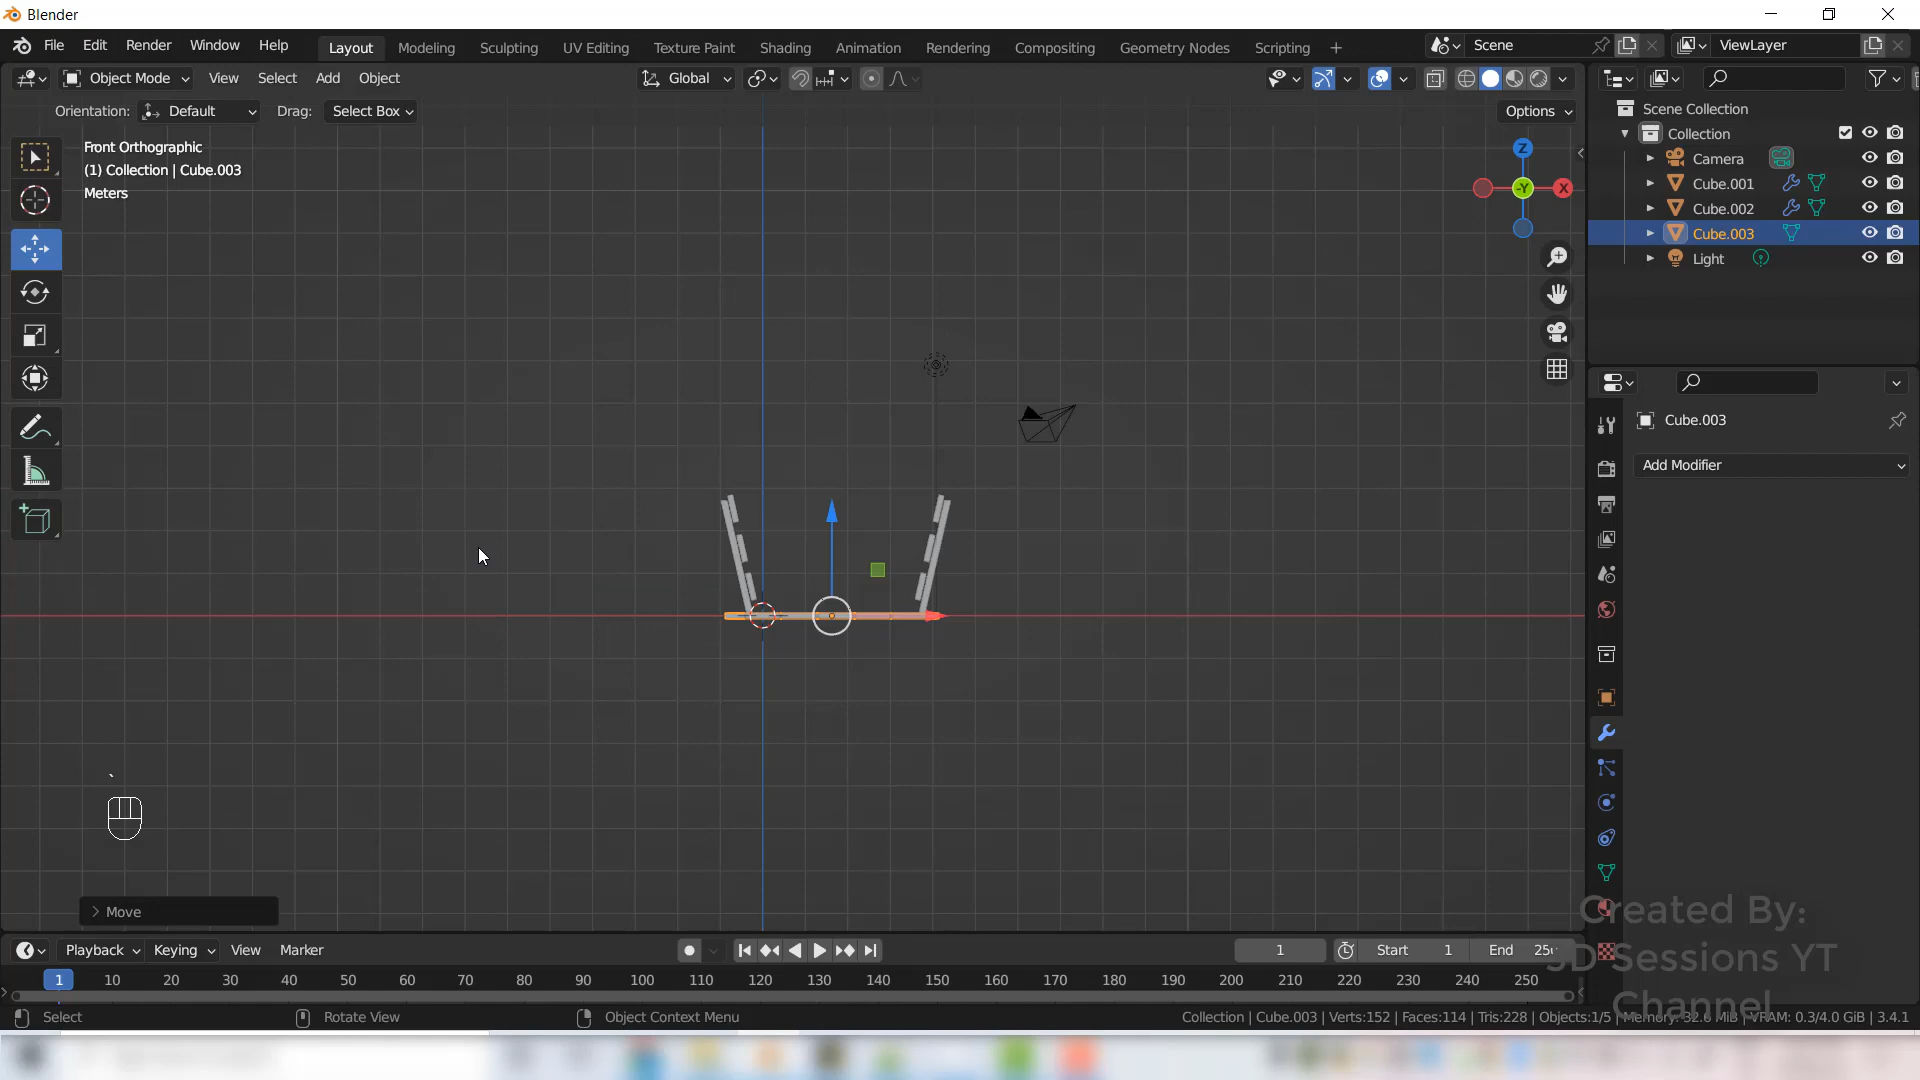 Blender
File Edit Render Window Help Layout Modeling Sculpting UV Editing Texture Paint Shading Animation Rendering Compositing Geometry Nodes Scripting + Scene ViewLayer
Object Mode View Select Add Object Global
Orientation: Default Drag: Select Box Options
Front Orthographic
(1) Collection | Cube.003
Meters
Z
-Y
X
Scene Collection
Collection
Camera
Cube.001
Cube.002
Cube.003
Light
Cube.003
Add Modifier
`
> Move
Created By:
3D Sessions YT
Channel
Playback Keying View Marker 1 Start 1 End
1 10 20 30 40 50 60 70 80 90 100 110 120 130 140 150 160 170 180 190 200 210 220 230 240 250
Select Rotate View Object Context Menu Collection | Cube.003 | Verts:152 | Faces:114 | Tris:228 | Objects:1/5 | Memory: 32.6 MiB | VRAM: 0.3/4.0 GiB | 3.4.1